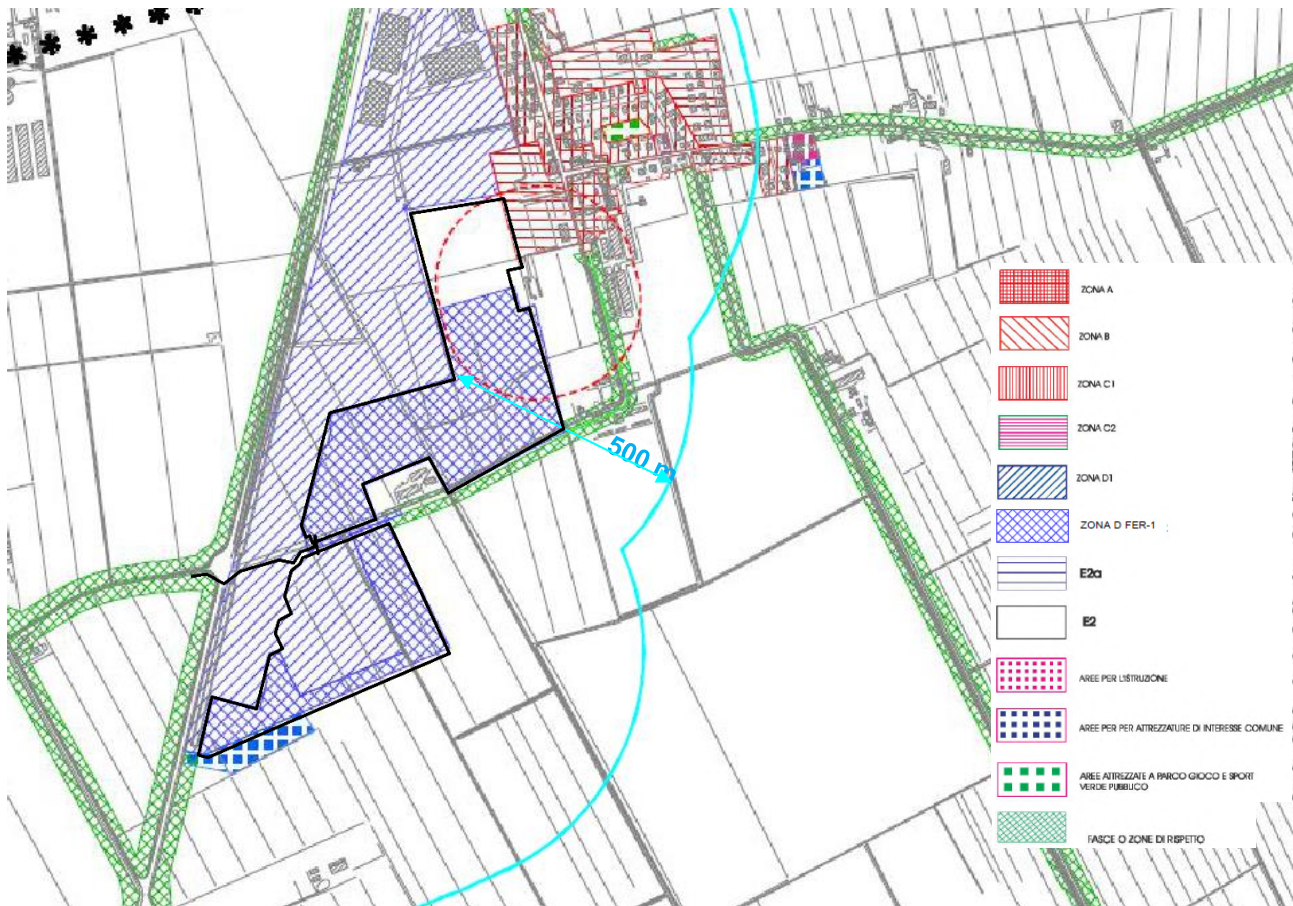 500 m
ZONA A
ZONA B
ZONA C1
ZONA C2
ZONA D1
ZONA D FER-1
E2a
E2
AREE PER L'ISTRUZIONE
AREE PER PER ATTREZZATURE DI INTERESSE COMUNE
AREE ATTREZZATE A PARCO GIOCO E SPORT
VERDE PUBBLICO
FASCE O ZONE DI RISPETTO